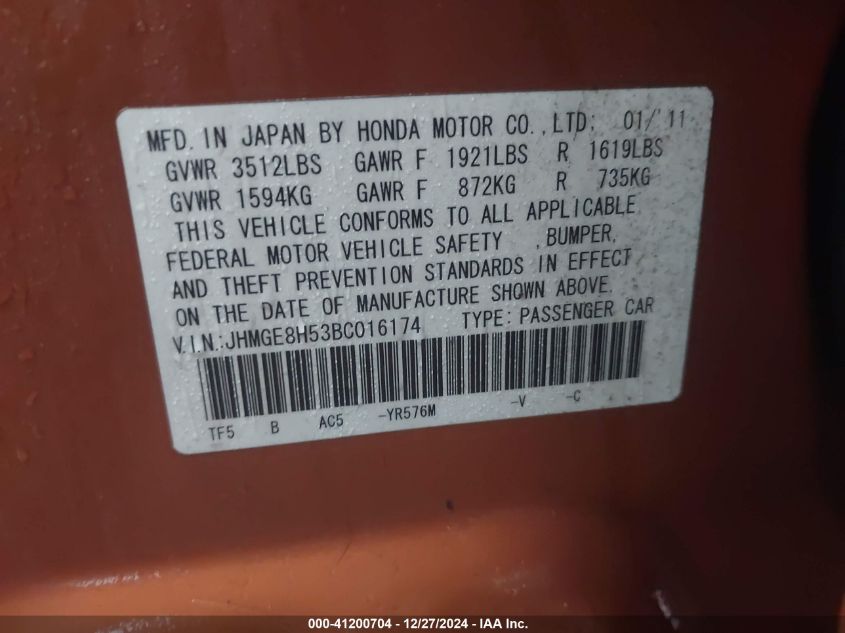 MFD. IN JAPAN BY HONDA MOTOR CO., LTD; 01/'11
GVWR 3512LBS GAWR F 1921LBS R 1619LBS
GVWR 1594KG GAWR F 872KG R 735KG
THIS VEHICLE CONFORMS TO ALL APPLICABLE
FEDERAL MOTOR VEHICLE SAFETY , BUMPER,
AND THEFT PREVENTION STANDARDS IN EFFECT
ON THE DATE OF MANUFACTURE SHOWN ABOVE.
V.I.N.:JHMGE8H53BC016174 TYPE: PASSENGER CAR
TF5 B AC5 -YR576M -V -C
000-41200704 -- 12/27/2024 - IAA Inc.